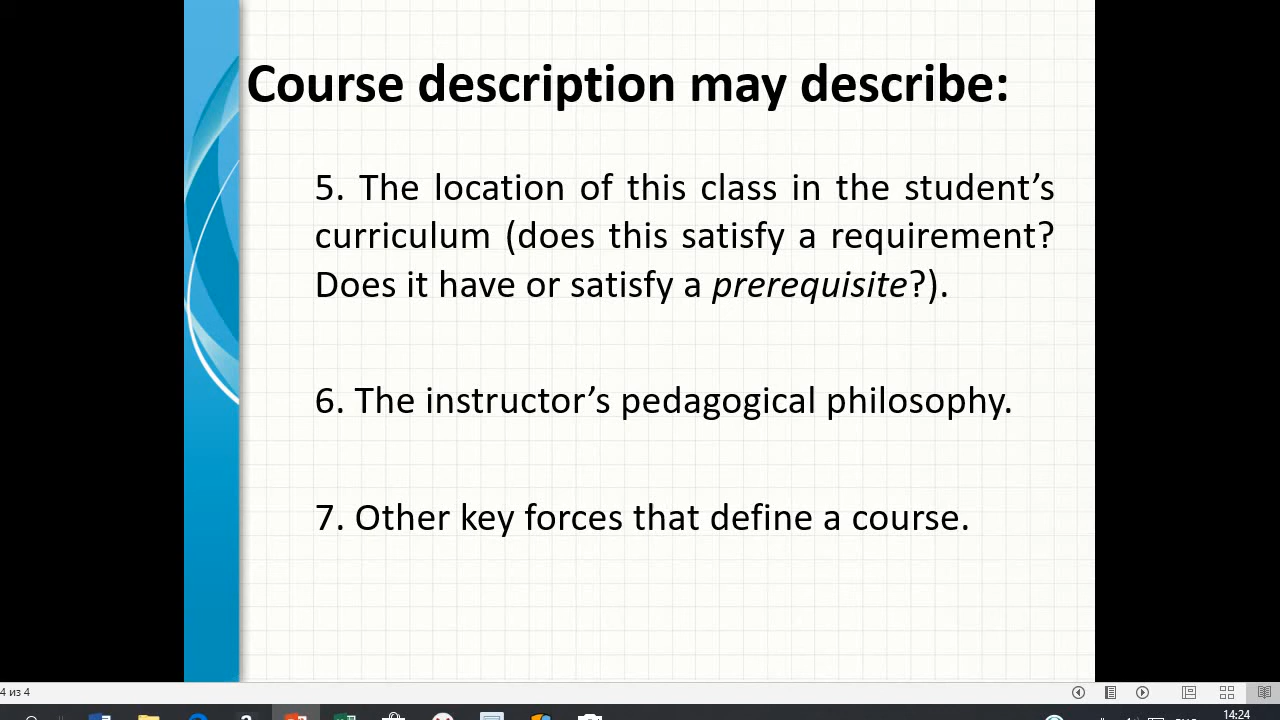 Course description may describe:
5. The location of this class in the student’s
curriculum (does this satisfy a requirement?
Does it have or satisfy a prerequisite?).
6. The instructor’s pedagogical philosophy.
7. Other key forces that define a course.
4 из 4
14:24